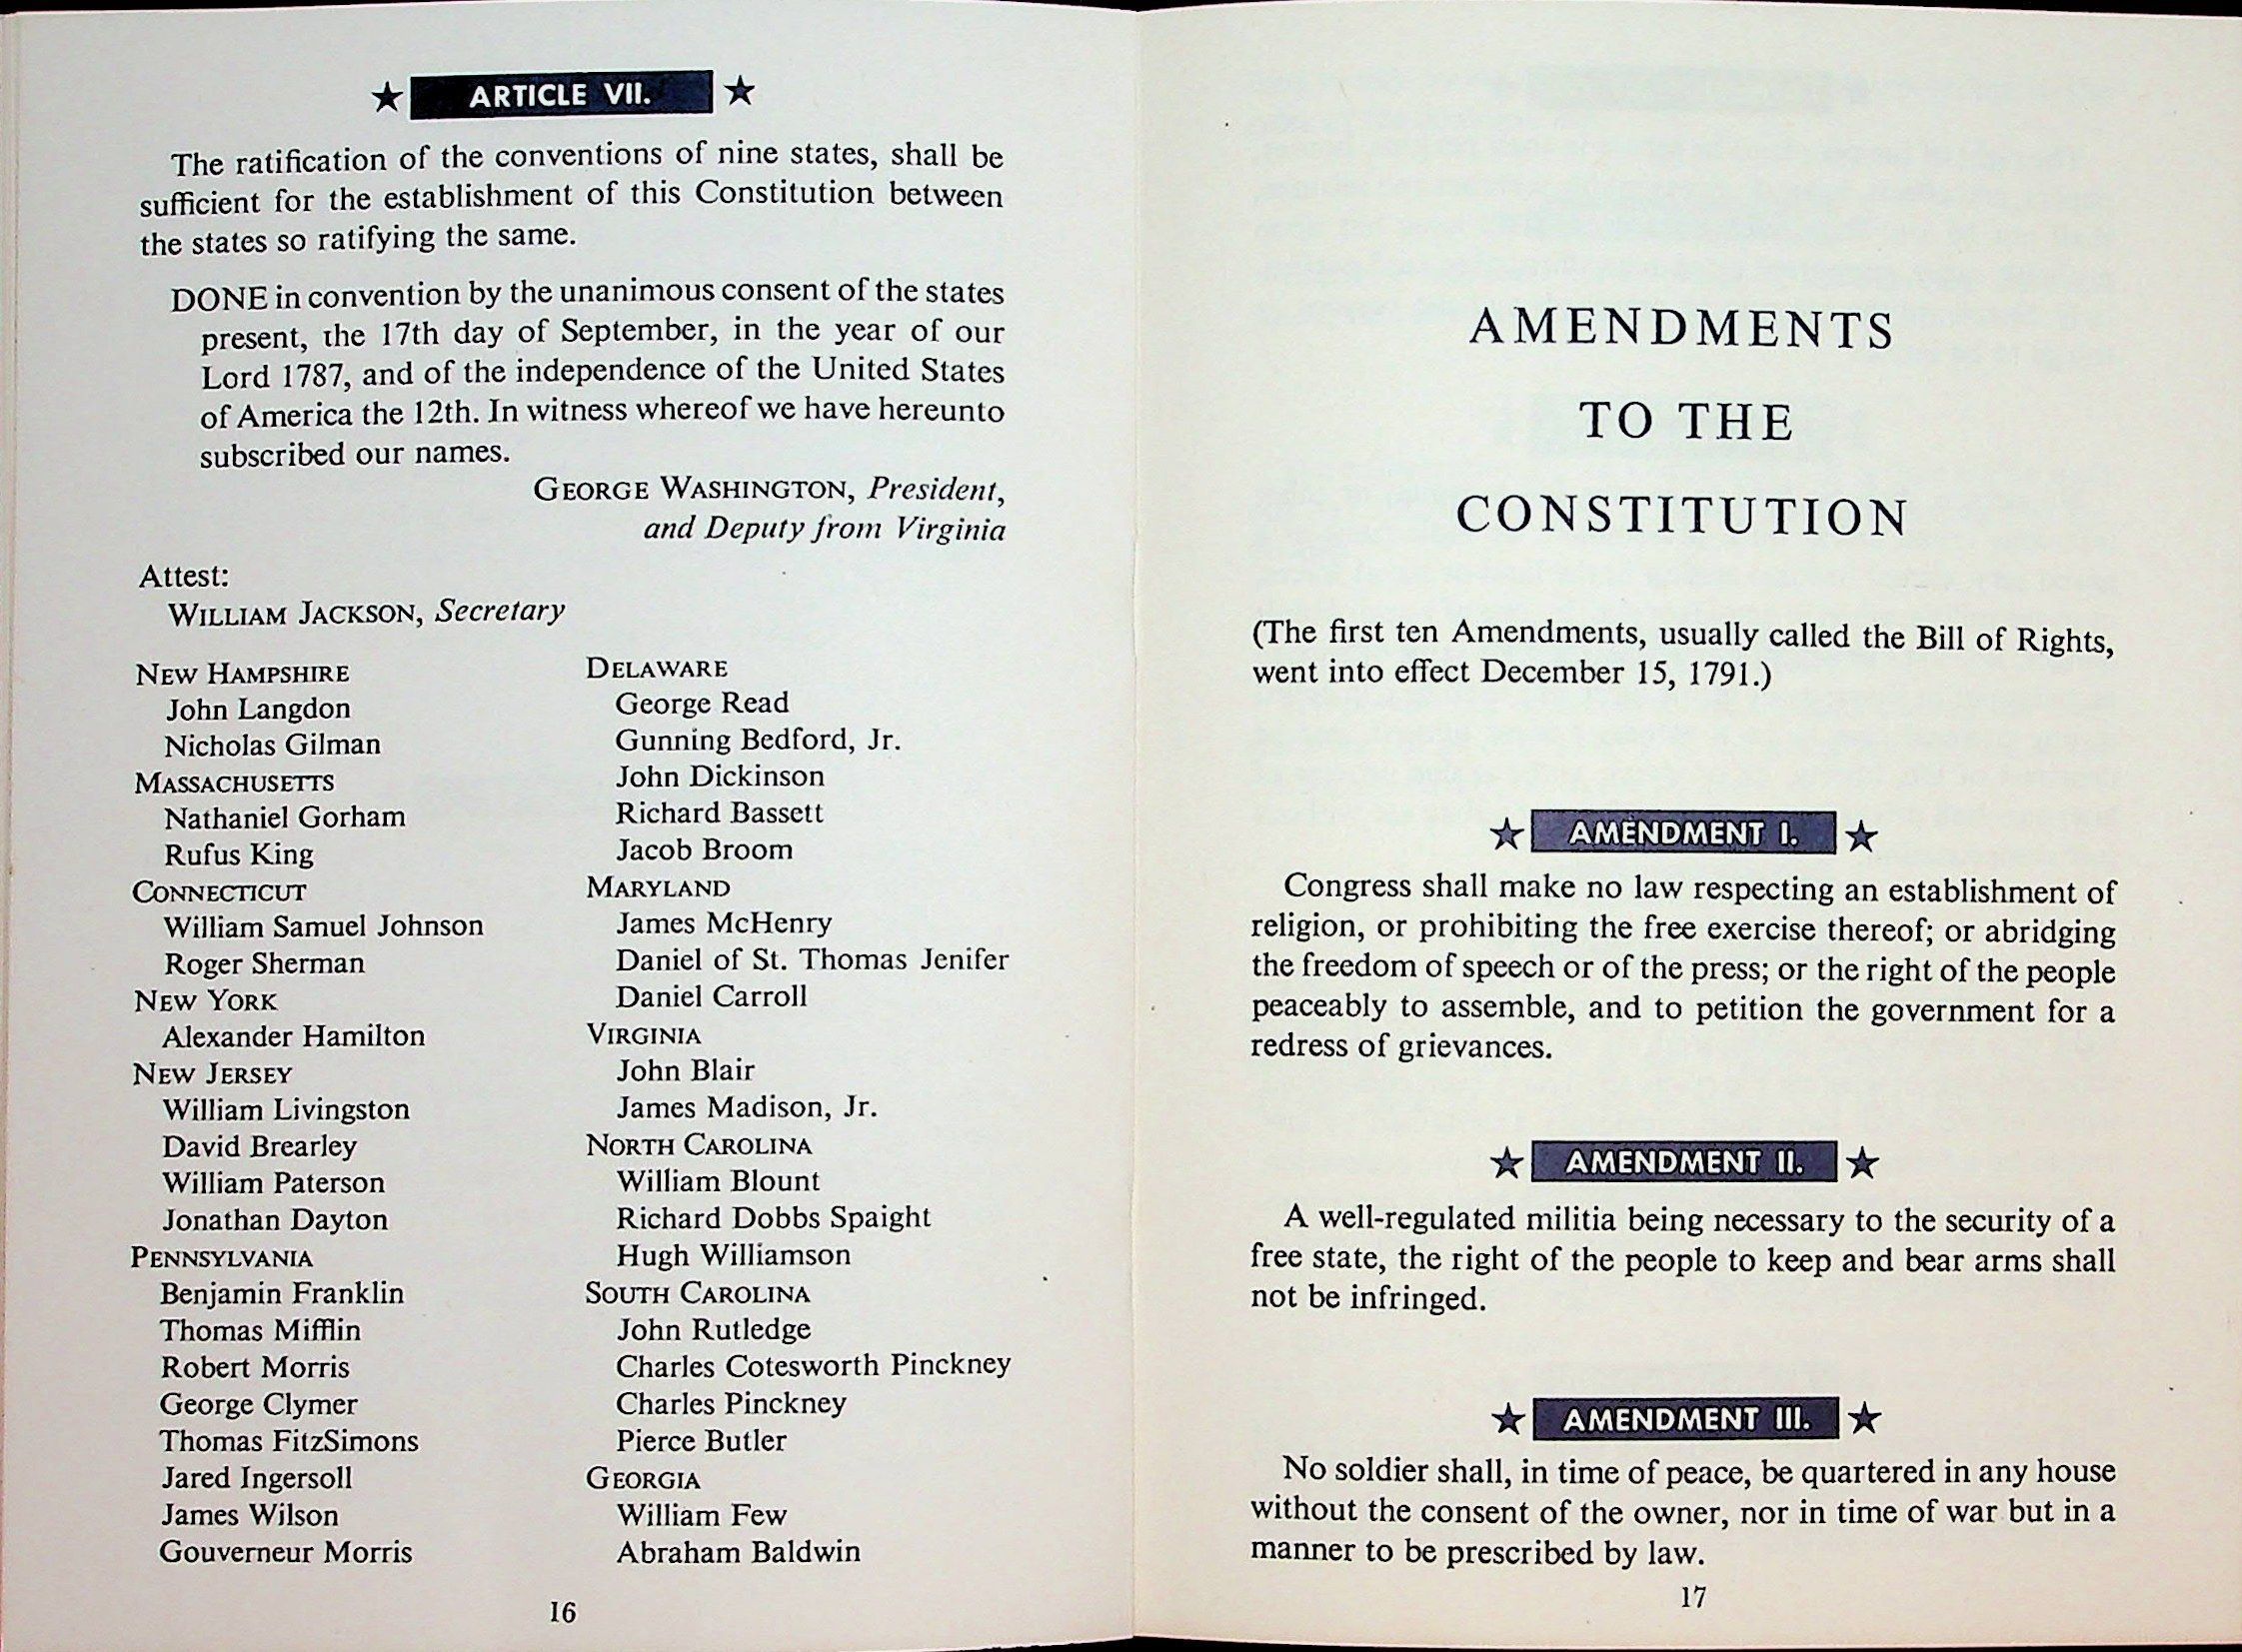 ★ ARTICLE VII. ★
The ratification of the conventions of nine states, shall be
sufficient for the establishment of this Constitution between
the states so ratifying the same.
DONE in convention by the unanimous consent of the states
present, the 17th day of September, in the year of our
Lord 1787, and of the independence of the United States
of America the 12th. In witness whereof we have hereunto
subscribed our names.
GEORGE WASHINGTON, President,
and Deputy from Virginia
Attest:
WILLIAM JACKSON, Secretary
NEW HAMPSHIRE
John Langdon
Nicholas Gilman
MASSACHUSETTS
Nathaniel Gorham
Rufus King
CONNECTICUT
William Samuel Johnson
Roger Sherman
NEW YORK
Alexander Hamilton
NEW JERSEY
William Livingston
David Brearley
William Paterson
Jonathan Dayton
PENNSYLVANIA
Benjamin Franklin
Thomas Mifflin
Robert Morris
George Clymer
Thomas FitzSimons
Jared Ingersoll
James Wilson
Gouverneur Morris
DELAWARE
George Read
Gunning Bedford, Jr.
John Dickinson
Richard Bassett
Jacob Broom
MARYLAND
James McHenry
Daniel of St. Thomas Jenifer
Daniel Carroll
VIRGINIA
John Blair
James Madison, Jr.
NORTH CAROLINA
William Blount
Richard Dobbs Spaight
Hugh Williamson
SOUTH CAROLINA
John Rutledge
Charles Cotesworth Pinckney
Charles Pinckney
Pierce Butler
GEORGIA
William Few
Abraham Baldwin
16
AMENDMENTS
TO THE
CONSTITUTION
(The first ten Amendments, usually called the Bill of Rights,
went into effect December 15, 1791.)
★ AMENDMENT I. ★
Congress shall make no law respecting an establishment of
religion, or prohibiting the free exercise thereof; or abridging
the freedom of speech or of the press; or the right of the people
peaceably to assemble, and to petition the government for a
redress of grievances.
★ AMENDMENT II. ★
A well-regulated militia being necessary to the security of a
free state, the right of the people to keep and bear arms shall
not be infringed.
★ AMENDMENT III. ★
No soldier shall, in time of peace, be quartered in any house
without the consent of the owner, nor in time of war but in a
manner to be prescribed by law.
17